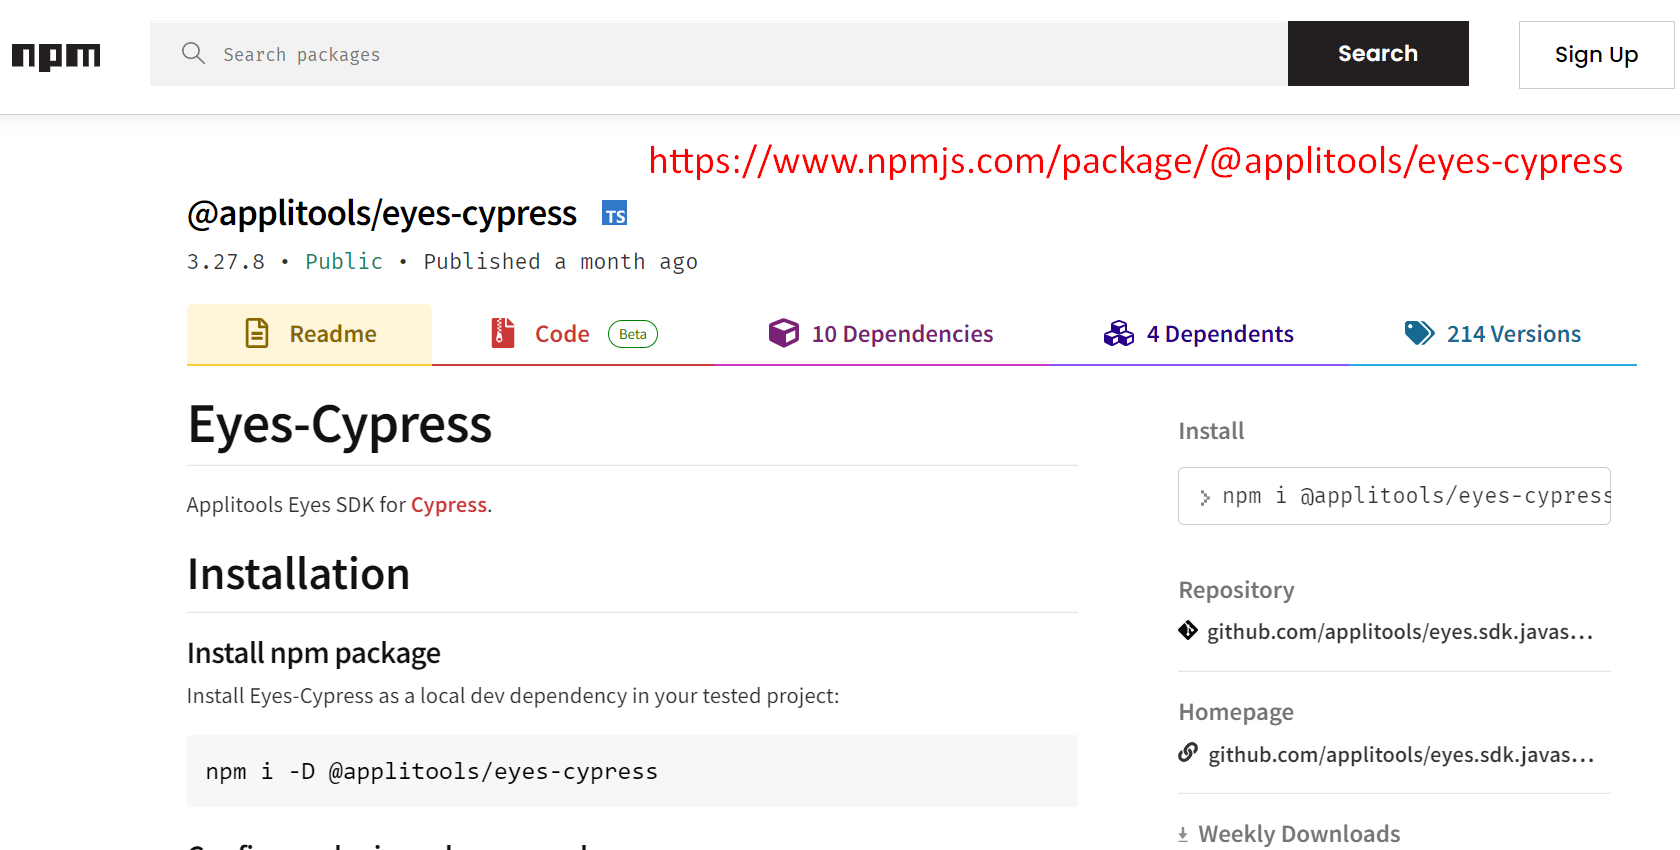 npm
Search packages
Search
Sign Up
https://www.npmjs.com/package/@applitools/eyes-cypress
@applitools/eyes-cypress TS
3.27.8 • Public • Published a month ago
Readme
Code Beta
10 Dependencies
4 Dependents
214 Versions
Eyes-Cypress
Applitools Eyes SDK for Cypress.
Installation
Install npm package
Install Eyes-Cypress as a local dev dependency in your tested project:
npm i -D @applitools/eyes-cypress
Install
npm i @applitools/eyes-cypress
Repository
github.com/applitools/eyes.sdk.javas...
Homepage
github.com/applitools/eyes.sdk.javas...
Weekly Downloads